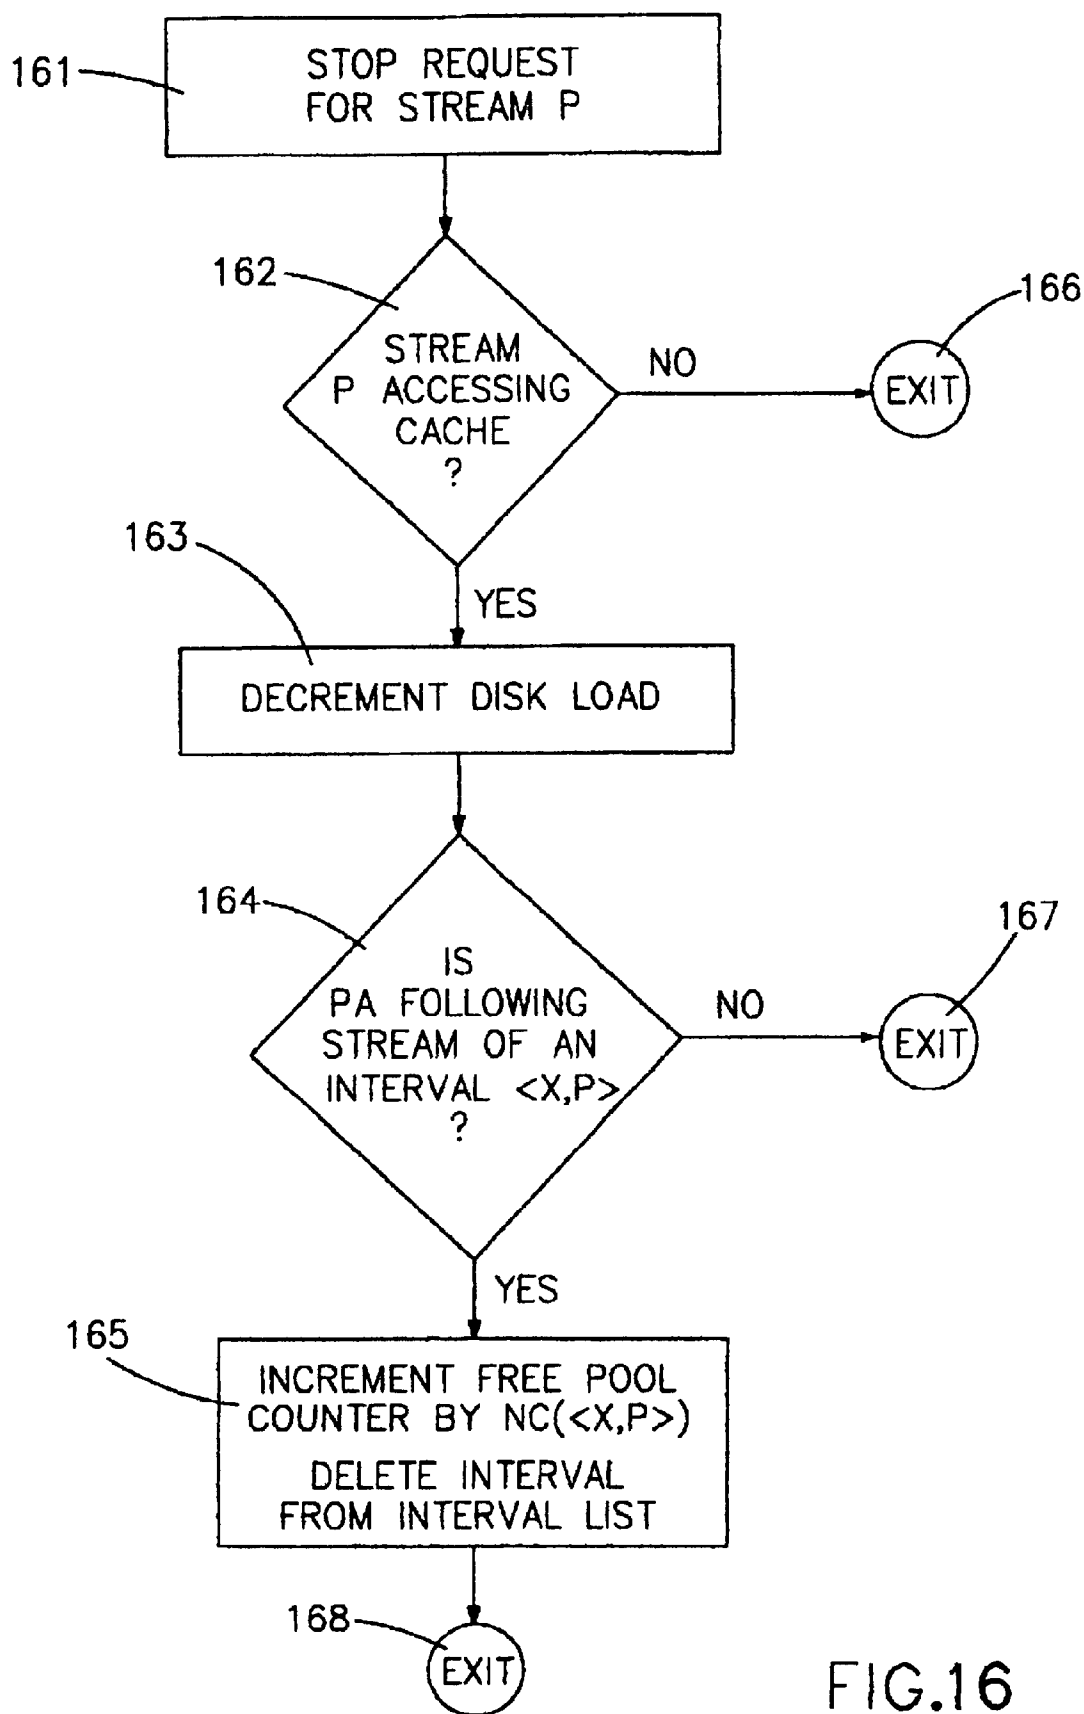 161
STOP REQUEST
FOR STREAM P
162
STREAM
P ACCESSING
CACHE
?
NO
166
EXIT
163
YES
DECREMENT DISK LOAD
164
IS
PA FOLLOWING
STREAM OF AN
INTERVAL <X,P>
?
NO
167
EXIT
YES
165
INCREMENT FREE POOL
COUNTER BY NC(<X,P>)
DELETE INTERVAL
FROM INTERVAL LIST
168
EXIT
FIG.16